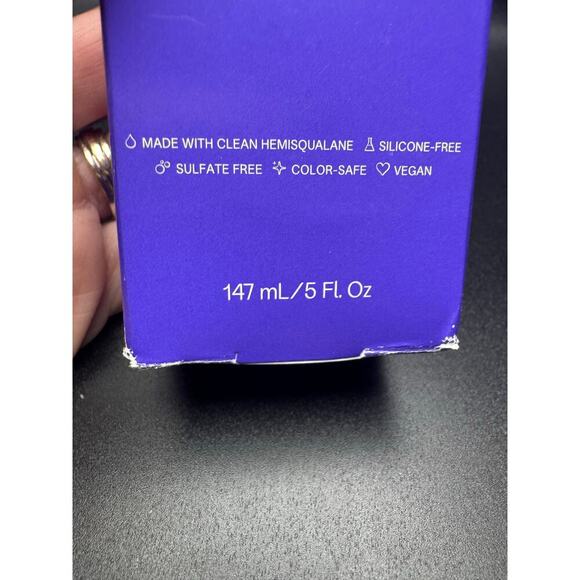 MADE WITH CLEAN HEMISQUALANE SILICONE-FREE
SULFATE FREE COLOR-SAFE VEGAN
147 mL/5 Fl. Oz